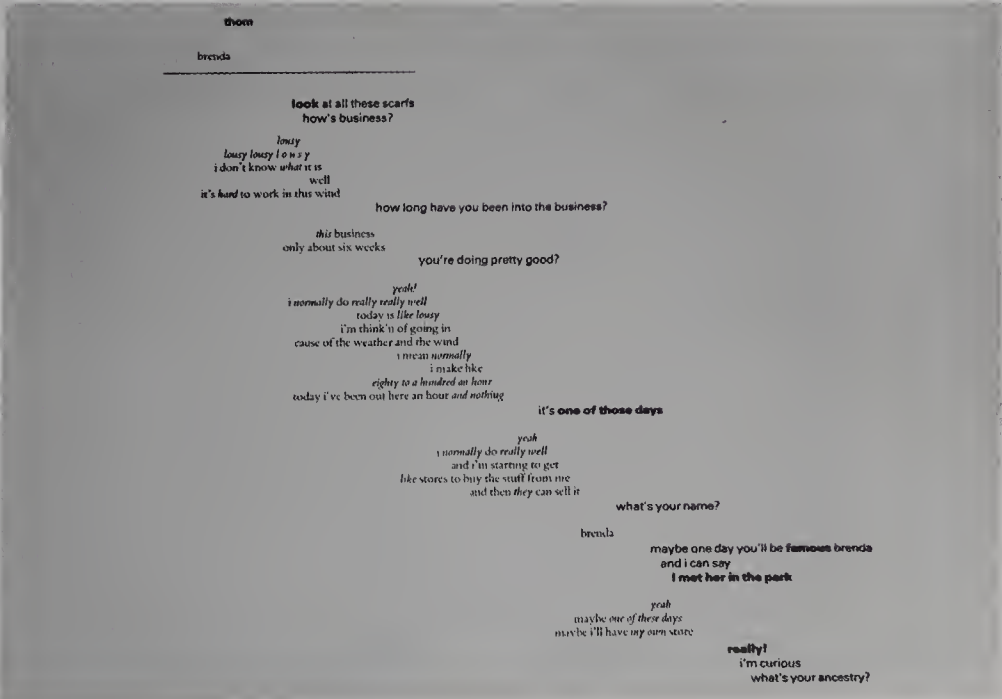 thom
brenda
look at all these scarfs
how's business?
lousy
lousy lousy l o u s y
i don't know what it is
well
it's hard to work in this wind
how long have you been into the business?
this business
only about six weeks
you're doing pretty good?
yeah!
i normally do really really well
today is like lousy
i'm think'n of going in
cause of the weather and the wind
i mean normally
i make like
eighty to a hundred an hour
today i've been out here an hour and nothing
it's one of those days
yeah
i normally do really well
and i'm starting to get
like stores to buy the stuff from me
and then they can sell it
what's your name?
brenda
maybe one day you'll be famous brenda
and i can say
I met her in the park
yeah
maybe one of these days
maybe i'll have my own store
really!
i'm curious
what's your ancestry?